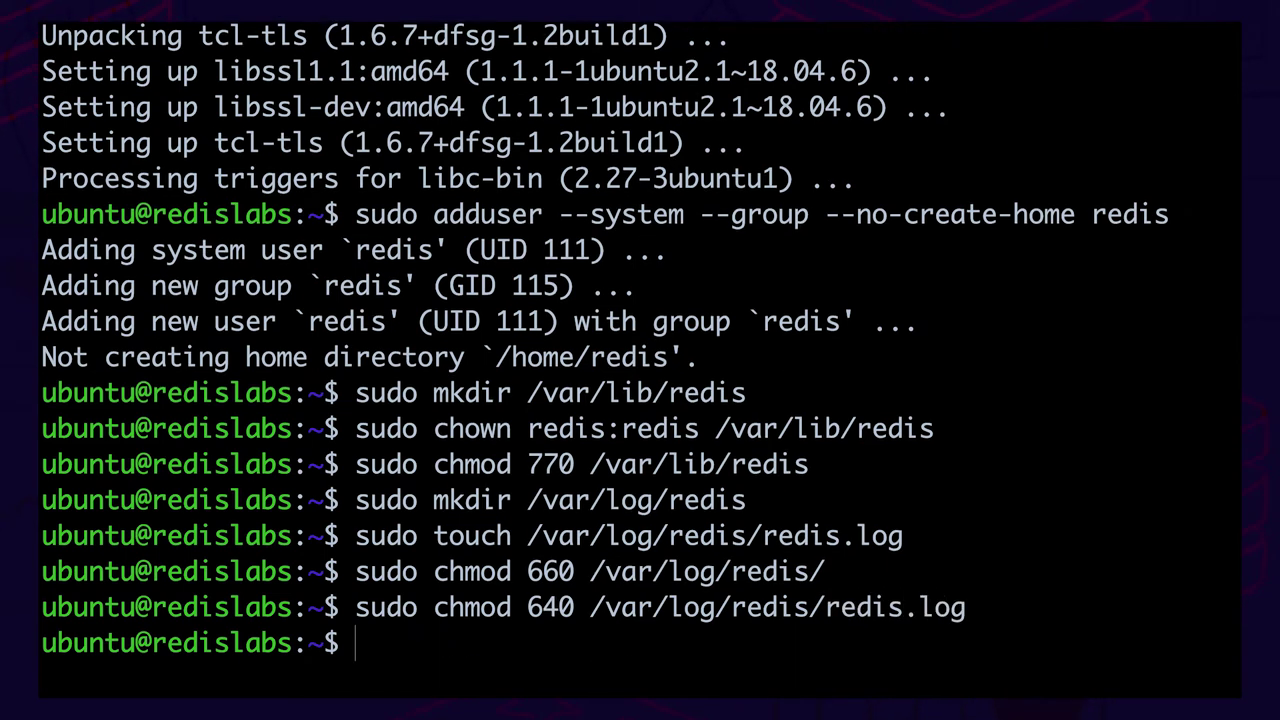 Unpacking tcl-tls (1.6.7+dfsg-1.2build1) ...
Setting up libssl1.1:amd64 (1.1.1-1ubuntu2.1~18.04.6) ...
Setting up libssl-dev:amd64 (1.1.1-1ubuntu2.1~18.04.6) ...
Setting up tcl-tls (1.6.7+dfsg-1.2build1) ...
Processing triggers for libc-bin (2.27-3ubuntu1) ...
ubuntu@redislabs:~$ sudo adduser --system --group --no-create-home redis
Adding system user `redis' (UID 111) ...
Adding new group `redis' (GID 115) ...
Adding new user `redis' (UID 111) with group `redis' ...
Not creating home directory `/home/redis'.
ubuntu@redislabs:~$ sudo mkdir /var/lib/redis
ubuntu@redislabs:~$ sudo chown redis:redis /var/lib/redis
ubuntu@redislabs:~$ sudo chmod 770 /var/lib/redis
ubuntu@redislabs:~$ sudo mkdir /var/log/redis
ubuntu@redislabs:~$ sudo touch /var/log/redis/redis.log
ubuntu@redislabs:~$ sudo chmod 660 /var/log/redis/
ubuntu@redislabs:~$ sudo chmod 640 /var/log/redis/redis.log
ubuntu@redislabs:~$